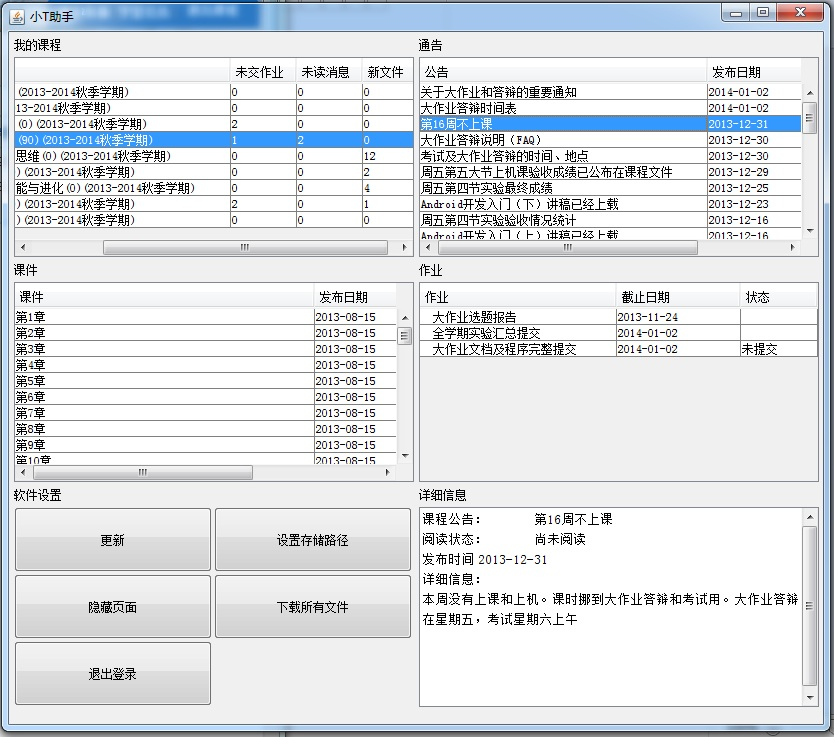 小T助手
我的课程
未交作业 未读消息 新文件
(2013-2014秋季学期) 0 0 0
13-2014秋季学期) 0 0 0
(0)(2013-2014秋季学期) 2 0 0
(90)(2013-2014秋季学期) 1 2 0
思维(0)(2013-2014秋季学期) 0 0 12
)(2013-2014秋季学期) 0 0 2
能与进化(0)(2013-2014秋季学期) 0 0 4
)(2013-2014秋季学期) 2 0 1
)(2013-2014秋季学期) 0 0 0
通告
公告 发布日期
关于大作业和答辩的重要通知 2014-01-02
大作业答辩时间表 2014-01-02
第16周不上课 2013-12-31
大作业答辩说明（FAQ） 2013-12-30
考试及大作业答辩的时间、地点 2013-12-30
周五第五大节上机课验收成绩已公布在课程文件 2013-12-29
周五第四节实验最终成绩 2013-12-25
Android开发入门（下）讲稿已经上载 2013-12-23
周五第四节实验验收情况统计 2013-12-16
Android开发入门（上）讲稿已经上载 2013-12-16
课件
课件 发布日期
第1章 2013-08-15
第2章 2013-08-15
第3章 2013-08-15
第4章 2013-08-15
第5章 2013-08-15
第6章 2013-08-15
第7章 2013-08-15
第8章 2013-08-15
第9章 2013-08-15
第10章 2013-08-15
作业
作业 截止日期 状态
大作业选题报告 2013-11-24
全学期实验汇总提交 2014-01-02
大作业文档及程序完整提交 2014-01-02 未提交
软件设置
更新 设置存储路径
隐藏页面 下载所有文件
退出登录
详细信息
课程公告： 第16周不上课
阅读状态： 尚未阅读
发布时间 2013-12-31
详细信息：
本周没有上课和上机。课时挪到大作业答辩和考试用。大作业答辩
在星期五，考试星期六上午